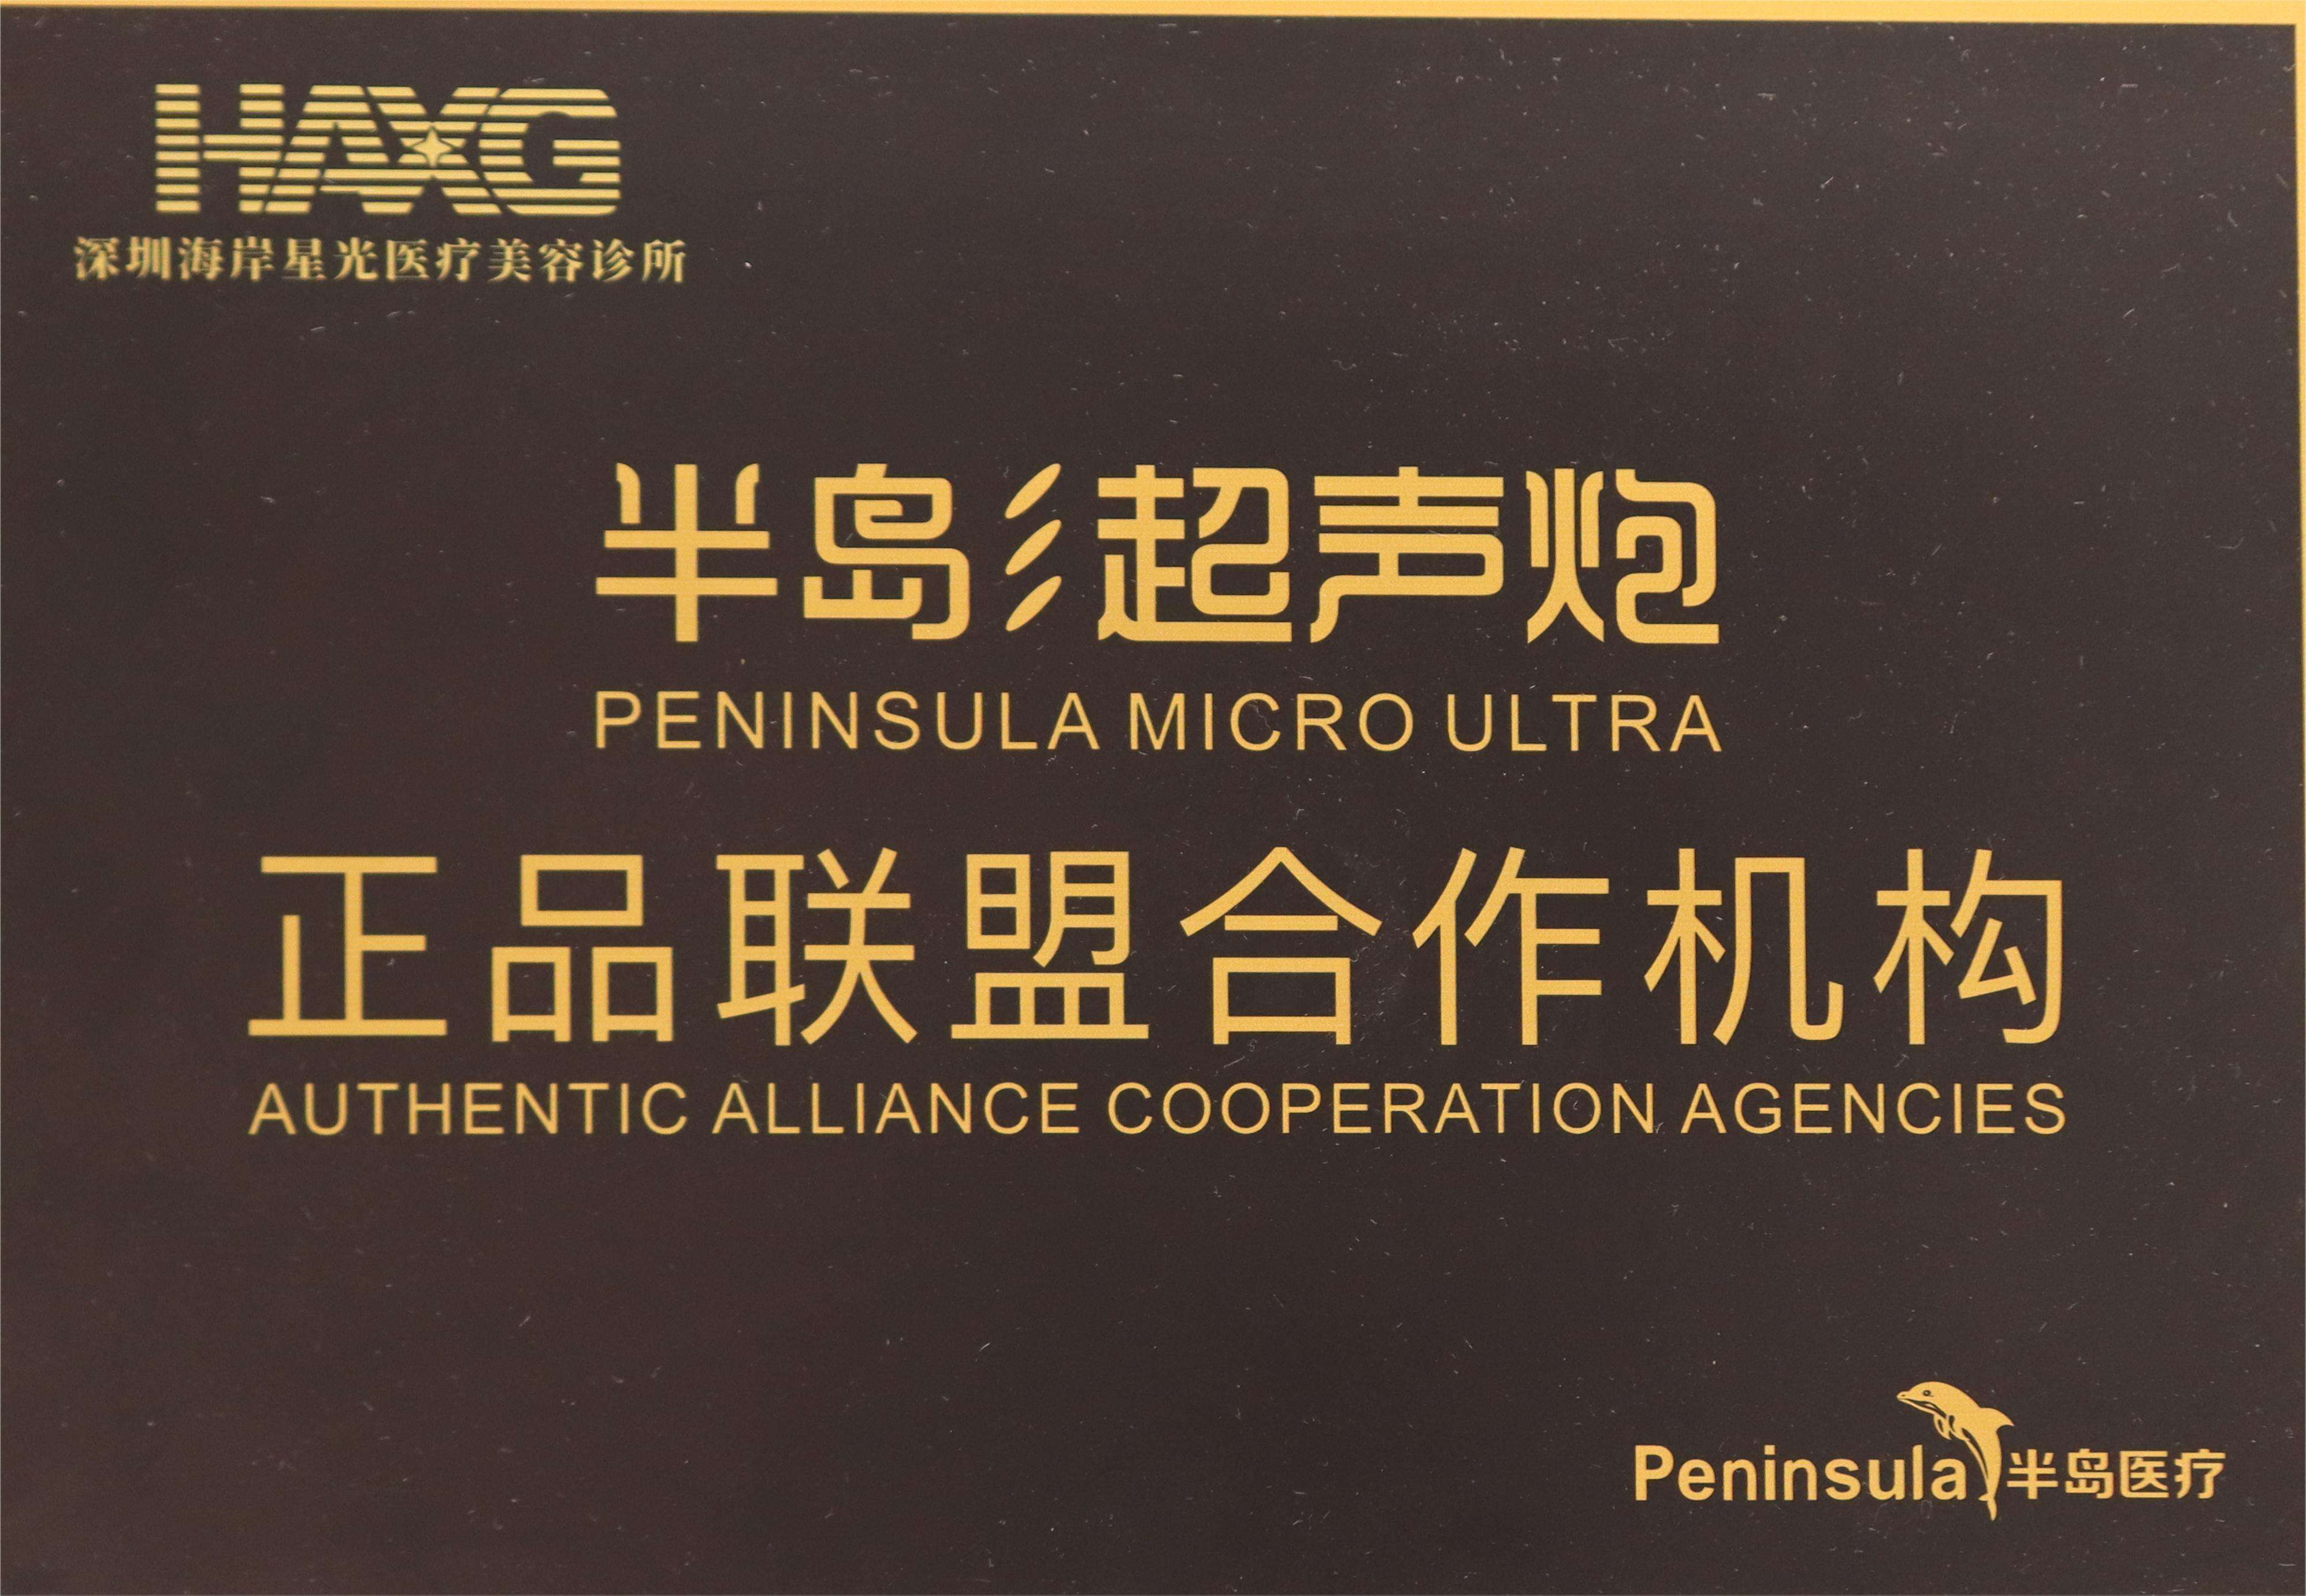 HAXG
深圳海岸星光医疗美容诊所
半岛超声炮
PENINSULA MICRO ULTRA
正品联盟合作机构
AUTHENTIC ALLIANCE COOPERATION AGENCIES
Peninsula 半岛医疗